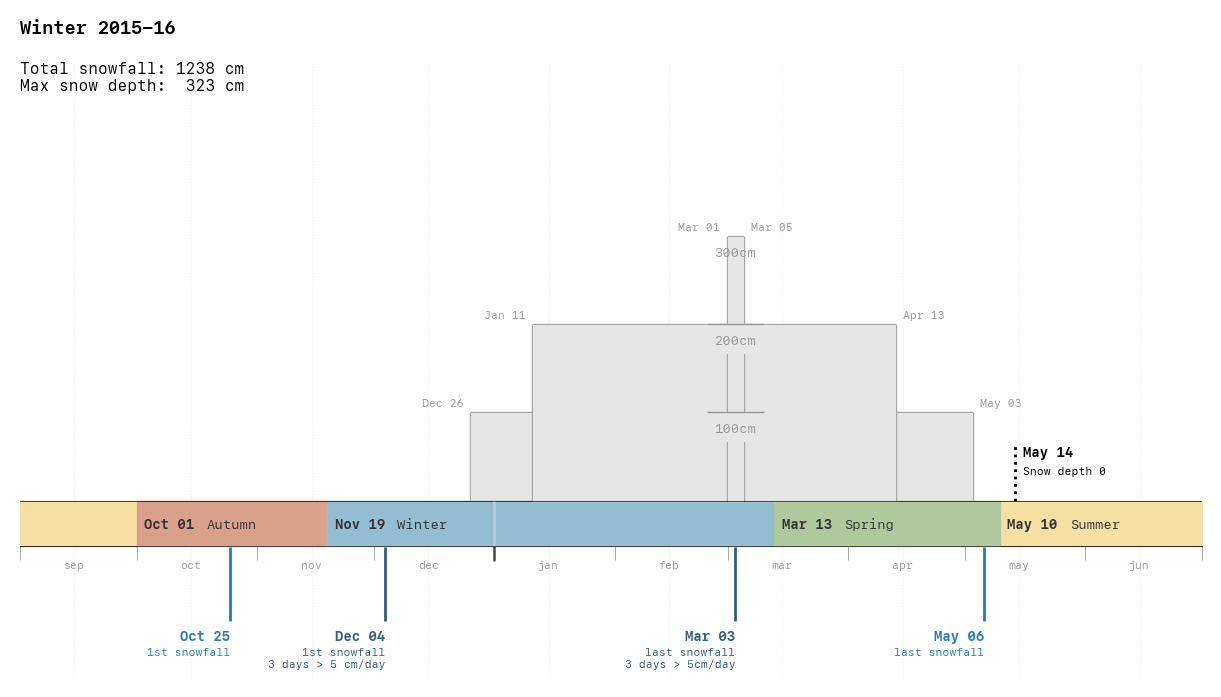 Winter 2015–16
Total snowfall: 1238 cm
Max snow depth:  323 cm
Mar 01 Mar 05
300cm
Jan 11 Apr 13
200cm
Dec 26 May 03
100cm
May 14
Snow depth 0
Oct 01 Autumn Nov 19 Winter Mar 13 Spring May 10 Summer
sep oct nov dec jan feb mar apr may jun
Oct 25
1st snowfall
Dec 04
1st snowfall
3 days > 5 cm/day
Mar 03
last snowfall
3 days > 5cm/day
May 06
last snowfall